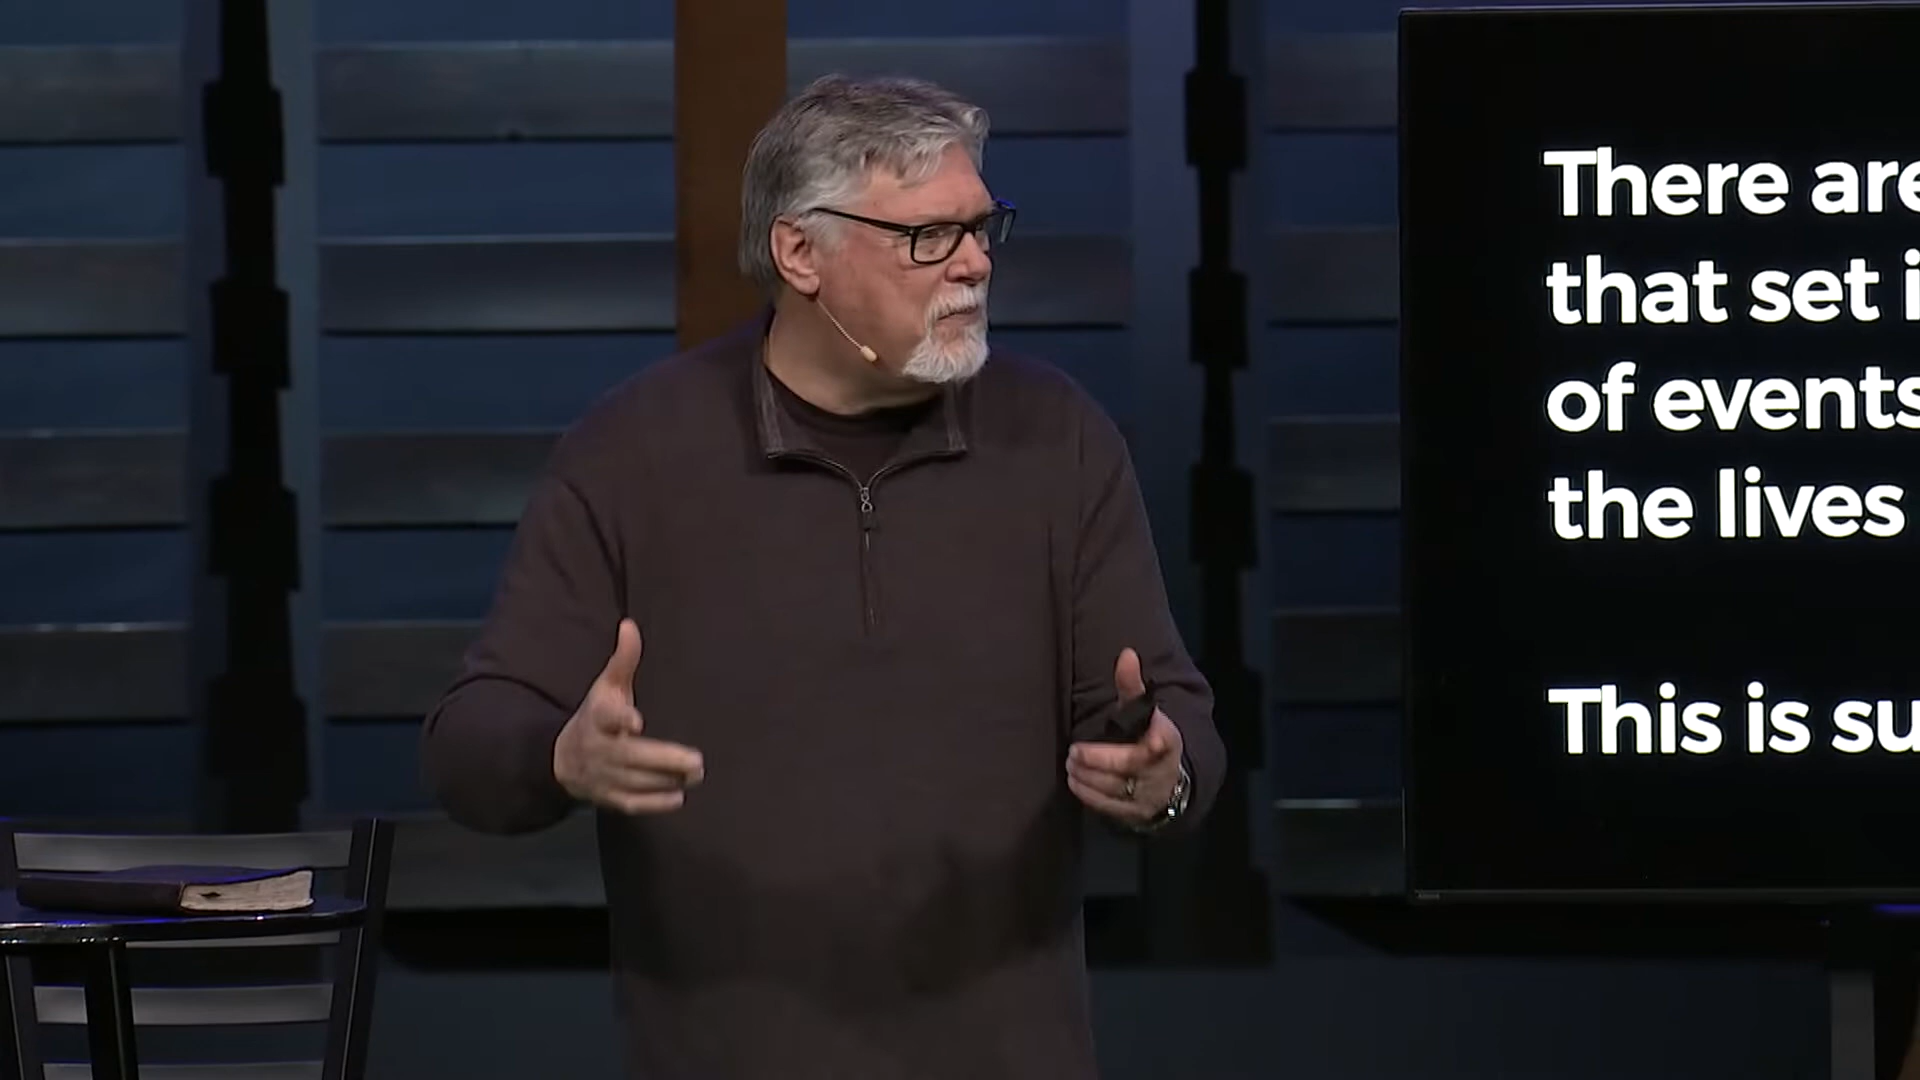 There are
that set i
of events
the lives
This is su